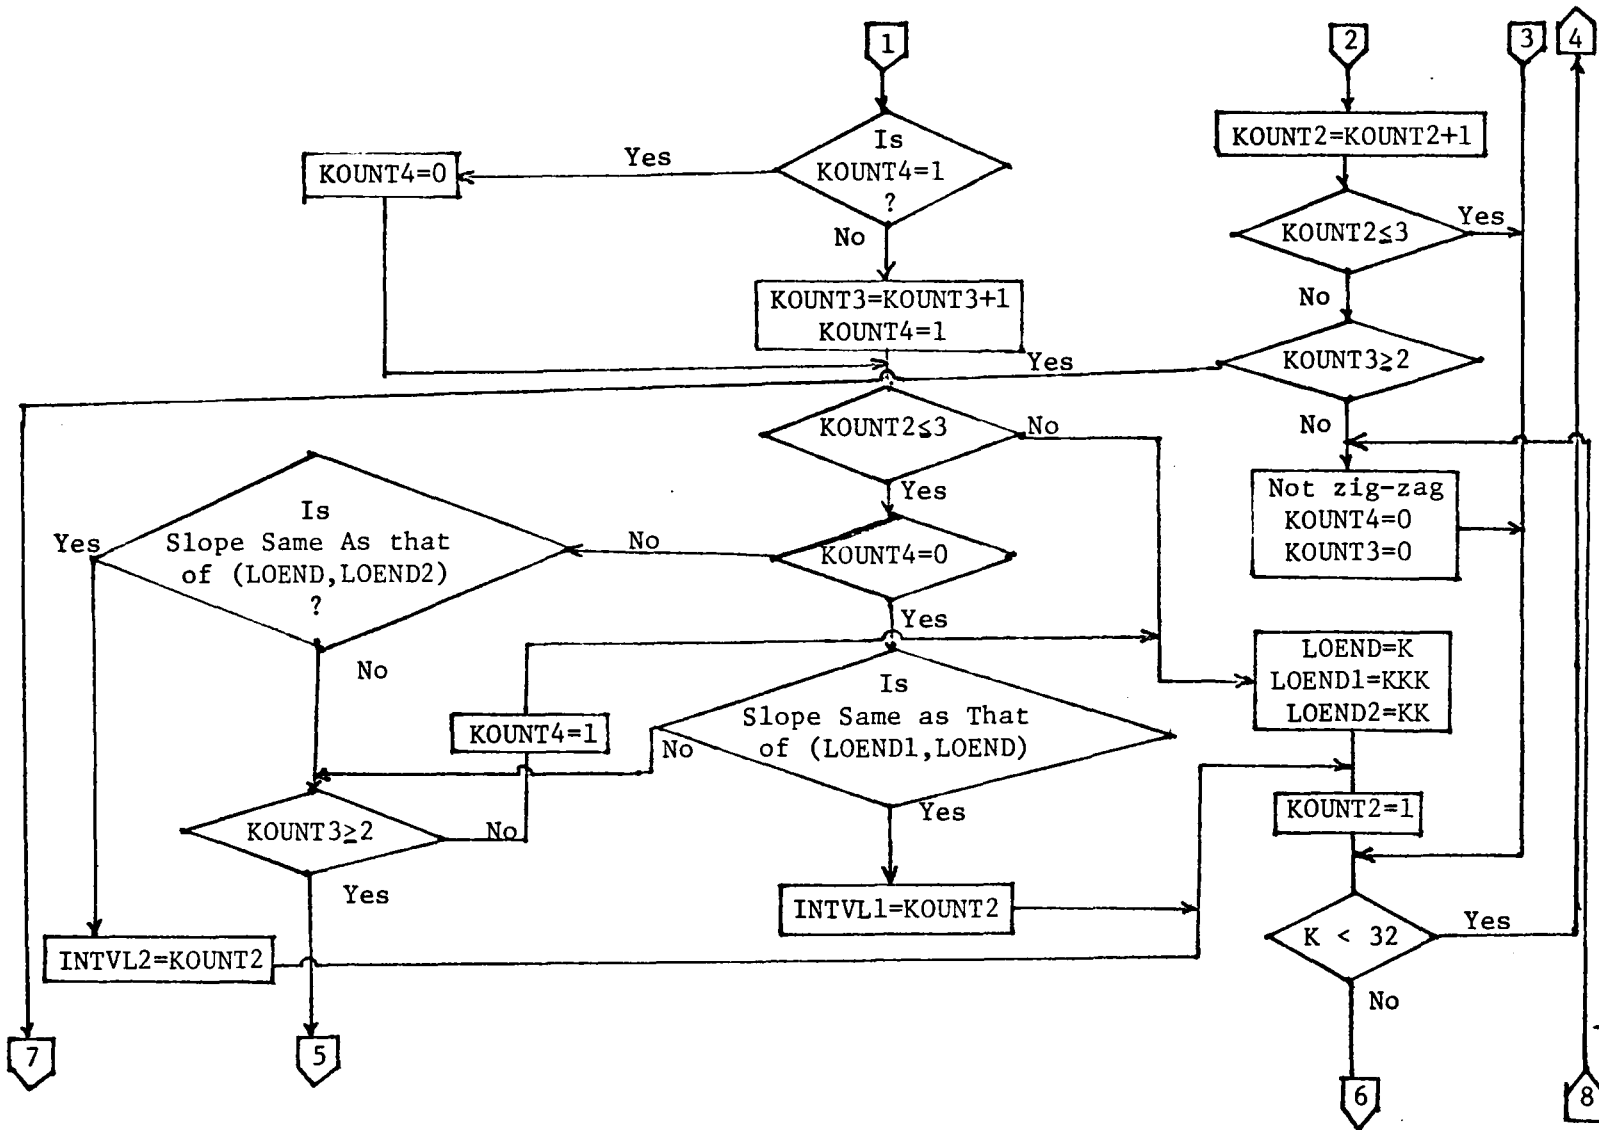 1
2
3
4
Is
KOUNT4=1
?
Yes
KOUNT4=0
No
KOUNT3=KOUNT3+1
KOUNT4=1
KOUNT2=KOUNT2+1
KOUNT2≤3
Yes
No
KOUNT3≥2
Yes
No
Not zig-zag
KOUNT4=0
KOUNT3=0
KOUNT2≤3
No
Yes
KOUNT4=0
No
Yes
Is
Slope Same As that
of (LOEND,LOEND2)
?
Yes
No
Is
Slope Same as That
of (LOEND1,LOEND)
No
Yes
KOUNT4=1
KOUNT3≥2
No
Yes
INTVL1=KOUNT2
INTVL2=KOUNT2
LOEND=K
LOEND1=KKK
LOEND2=KK
KOUNT2=1
K < 32
Yes
No
7
5
6
8